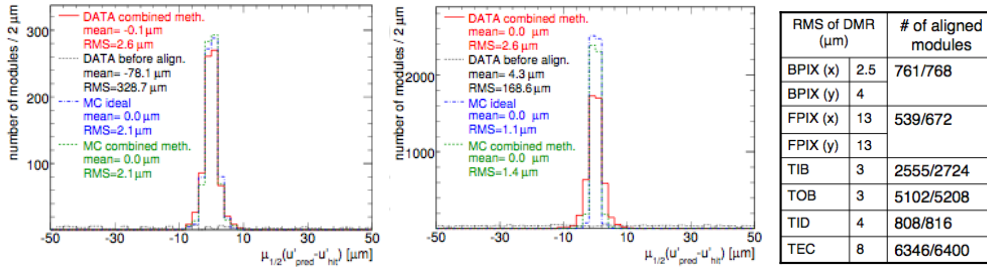 number of modules / 2 μm
300
200
100
DATA combined meth.
mean= -0.1 μm
RMS=2.6 μm
DATA before align.
mean= -78.1 μm
RMS=328.7 μm
MC ideal
mean= 0.0 μm
RMS=2.1 μm
MC combined meth.
mean= 0.0 μm
RMS=2.1 μm
-50
-30
-10
10
30
50
μ1/2(u'pred-u'hit) [μm]
number of modules / 2 μm
2000
1000
DATA combined meth.
mean= 0.0 μm
RMS=2.6 μm
DATA before align.
mean= 4.3 μm
RMS=168.6 μm
MC ideal
mean= 0.0 μm
RMS=1.1 μm
MC combined meth.
mean= 0.0 μm
RMS=1.4 μm
-50
-30
-10
10
30
50
μ1/2(u'pred-u'hit) [μm]
RMS of DMR (μm) # of aligned modules
BPIX (x) 2.5 761/768
BPIX (y) 4
FPIX (x) 13 539/672
FPIX (y) 13
TIB 3 2555/2724
TOB 3 5102/5208
TID 4 808/816
TEC 8 6346/6400